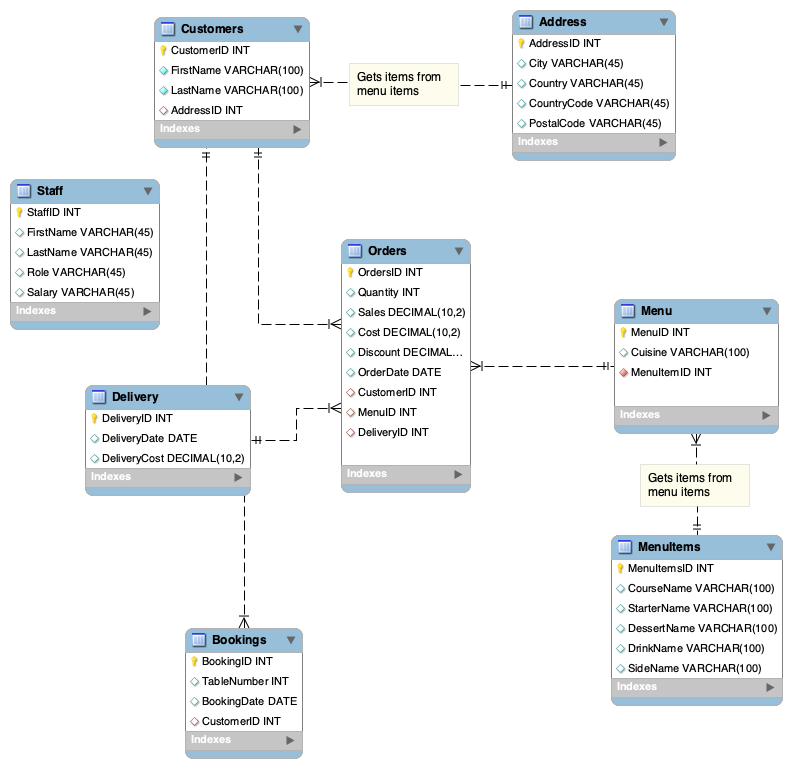 Customers
CustomerID INT
FirstName VARCHAR(100)
LastName VARCHAR(100)
AddressID INT
Indexes
Gets items from
menu items
Address
AddressID INT
City VARCHAR(45)
Country VARCHAR(45)
CountryCode VARCHAR(45)
PostalCode VARCHAR(45)
Indexes
Staff
StaffID INT
FirstName VARCHAR(45)
LastName VARCHAR(45)
Role VARCHAR(45)
Salary VARCHAR(45)
Indexes
Orders
OrdersID INT
Quantity INT
Sales DECIMAL(10,2)
Cost DECIMAL(10,2)
Discount DECIMAL...
OrderDate DATE
CustomerID INT
MenuID INT
DeliveryID INT
Indexes
Menu
MenuID INT
Cuisine VARCHAR(100)
MenuItemID INT
Indexes
Delivery
DeliveryID INT
DeliveryDate DATE
DeliveryCost DECIMAL(10,2)
Indexes
Gets items from
menu items
MenuItems
MenuItemsID INT
CourseName VARCHAR(100)
StarterName VARCHAR(100)
DessertName VARCHAR(100)
DrinkName VARCHAR(100)
SideName VARCHAR(100)
Indexes
Bookings
BookingID INT
TableNumber INT
BookingDate DATE
CustomerID INT
Indexes